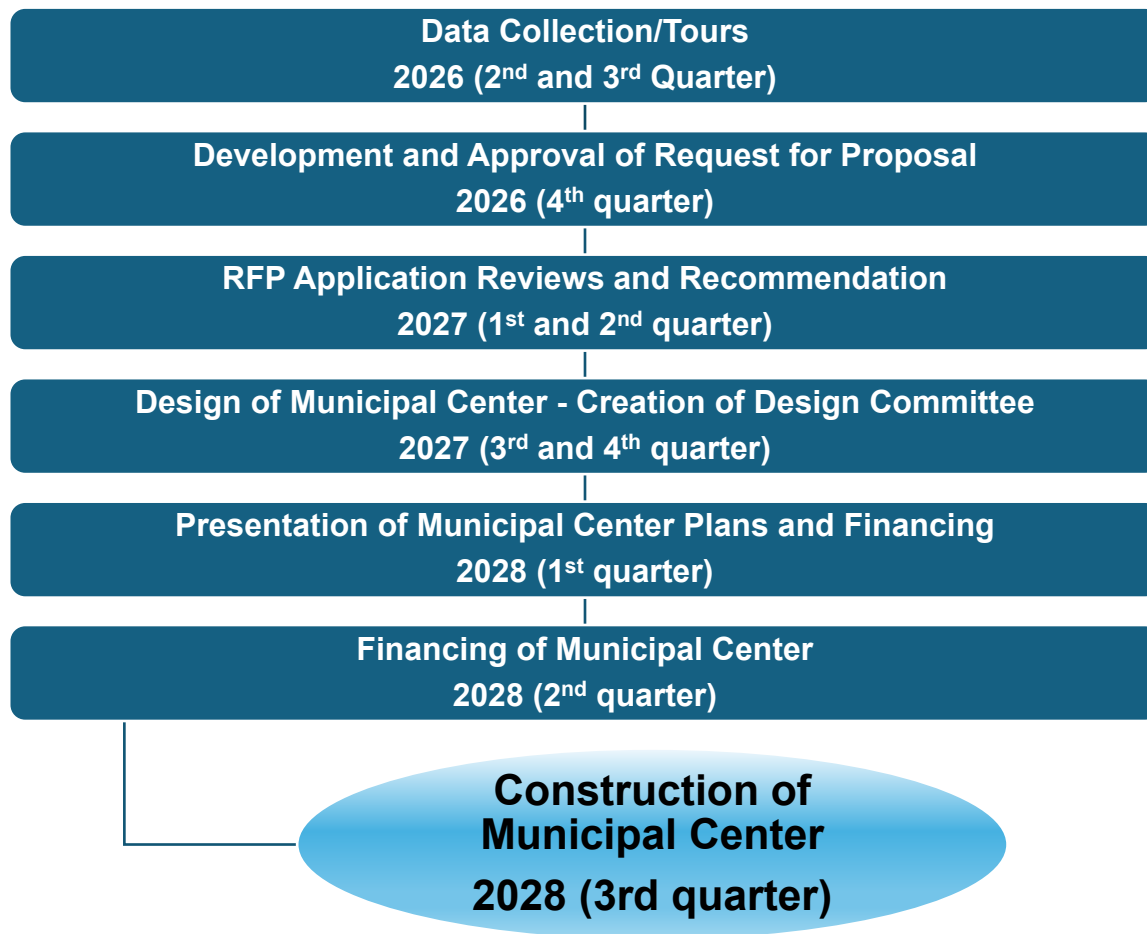 Data Collection/Tours
2026 (2nd and 3rd Quarter)
Development and Approval of Request for Proposal
2026 (4th quarter)
RFP Application Reviews and Recommendation
2027 (1st and 2nd quarter)
Design of Municipal Center - Creation of Design Committee
2027 (3rd and 4th quarter)
Presentation of Municipal Center Plans and Financing
2028 (1st quarter)
Financing of Municipal Center
2028 (2nd quarter)
Construction of
Municipal Center
2028 (3rd quarter)